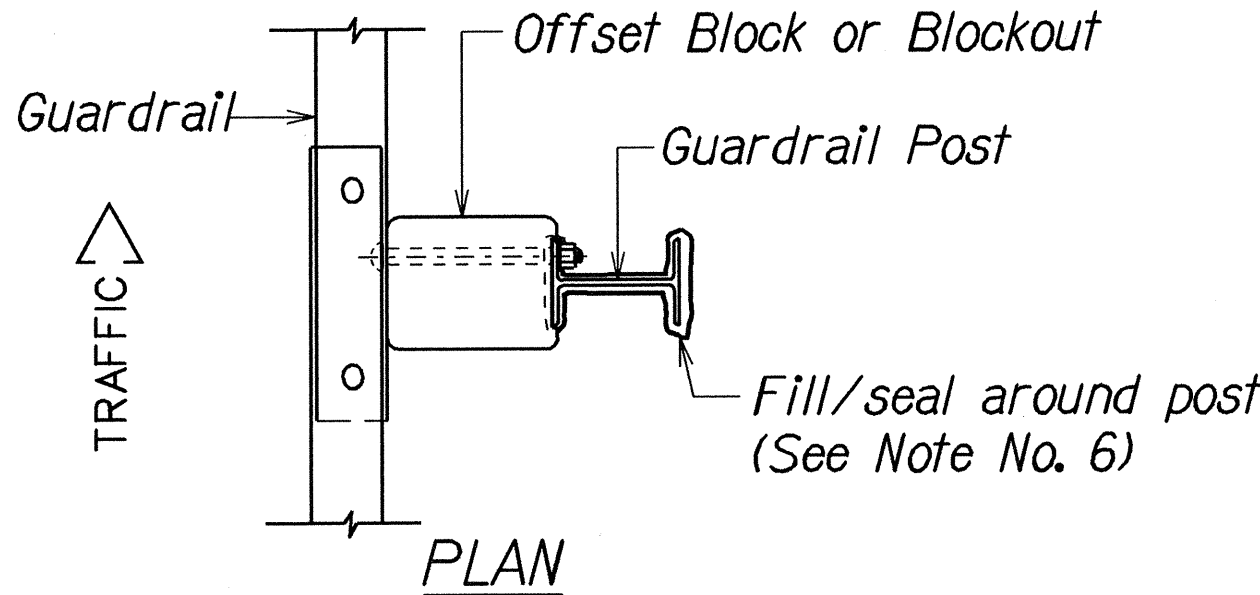 Offset Block or Blockout
Guardrail
Guardrail Post
TRAFFIC
Fill/seal around post
(See Note No. 6)
PLAN